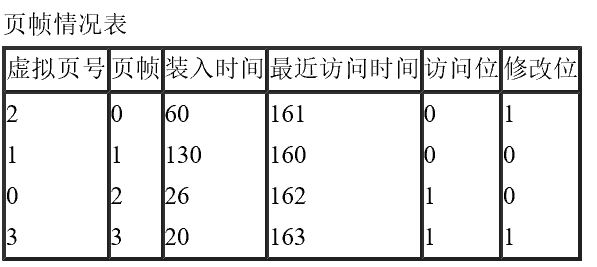 页帧情况表
虚拟页号 页帧 装入时间 最近访问时间 访问位 修改位
2 0 60 161 0 1
1 1 130 160 0 0
0 2 26 162 1 0
3 3 20 163 1 1